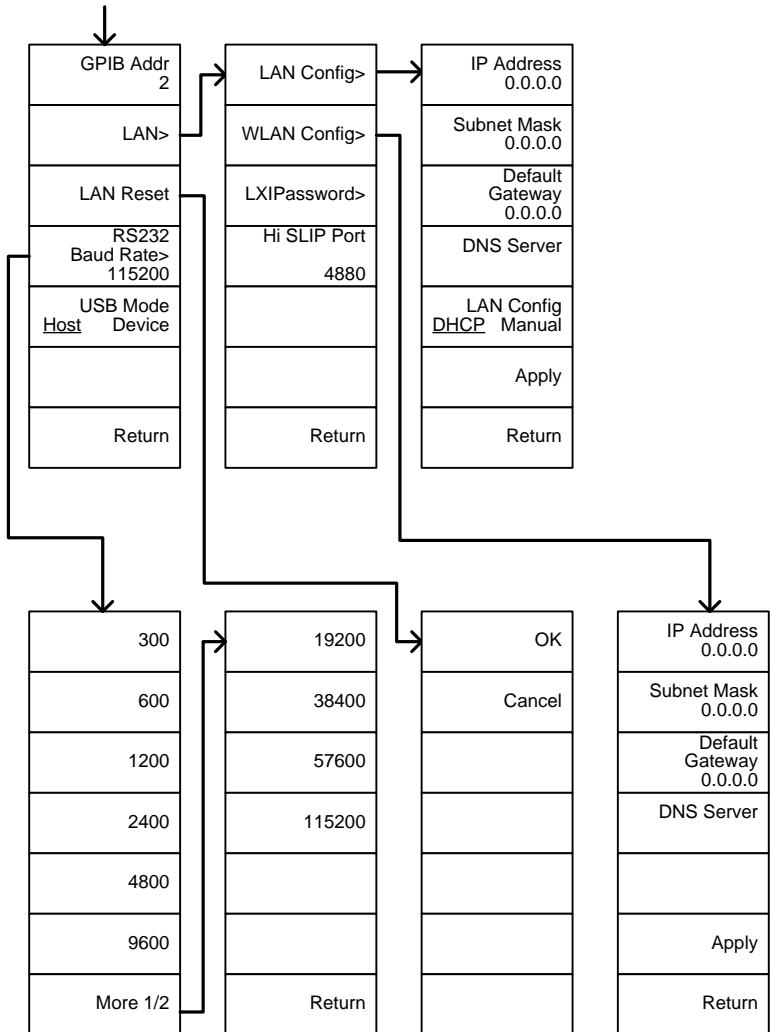 GPIB Addr
2
LAN>
LAN Reset
RS232
Baud Rate>
115200
USB Mode
Host Device
Return
LAN Config>
WLAN Config>
LXIPassword>
Hi SLIP Port
4880
Return
IP Address
0.0.0.0
Subnet Mask
0.0.0.0
Default
Gateway
0.0.0.0
DNS Server
LAN Config
DHCP Manual
Apply
Return
300
600
1200
2400
4800
9600
More 1/2
19200
38400
57600
115200
Return
OK
Cancel
IP Address
0.0.0.0
Subnet Mask
0.0.0.0
Default
Gateway
0.0.0.0
DNS Server
Apply
Return